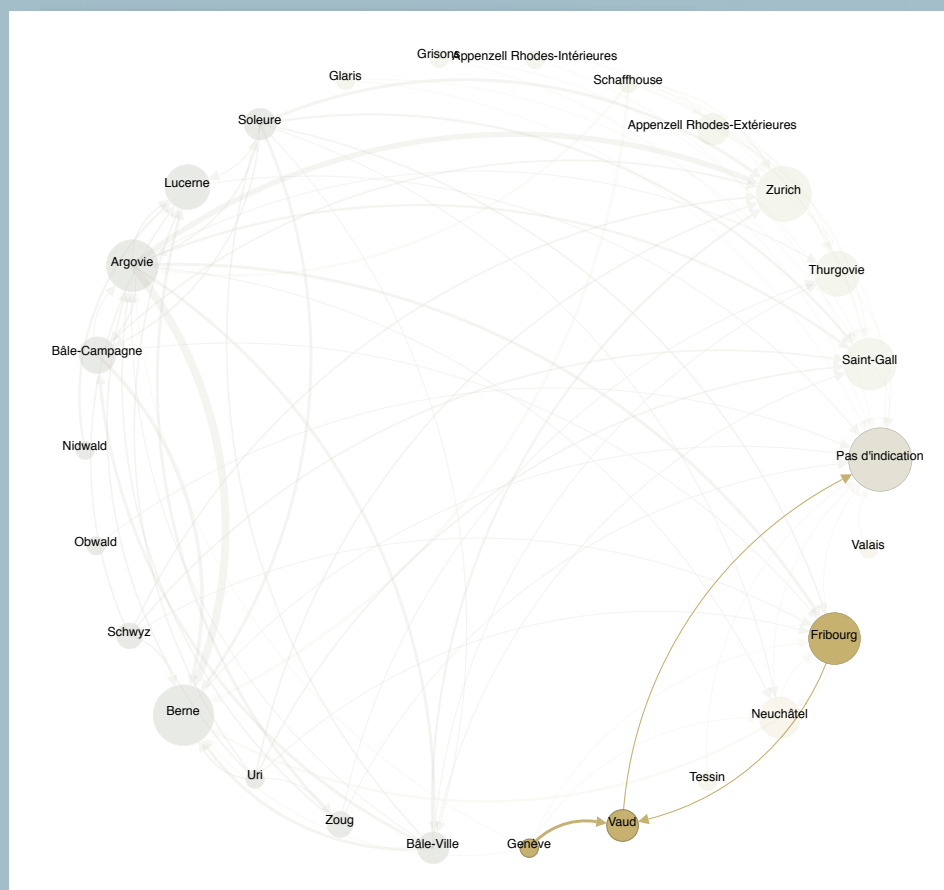 Grisons
Appenzell Rhodes-Intérieures
Glaris
Schaffhouse
Soleure
Appenzell Rhodes-Extérieures
Lucerne
Zurich
Argovie
Thurgovie
Bâle-Campagne
Saint-Gall
Nidwald
Pas d'indication
Obwald
Valais
Schwyz
Fribourg
Berne
Neuchâtel
Uri
Tessin
Zoug
Vaud
Bâle-Ville
Genève